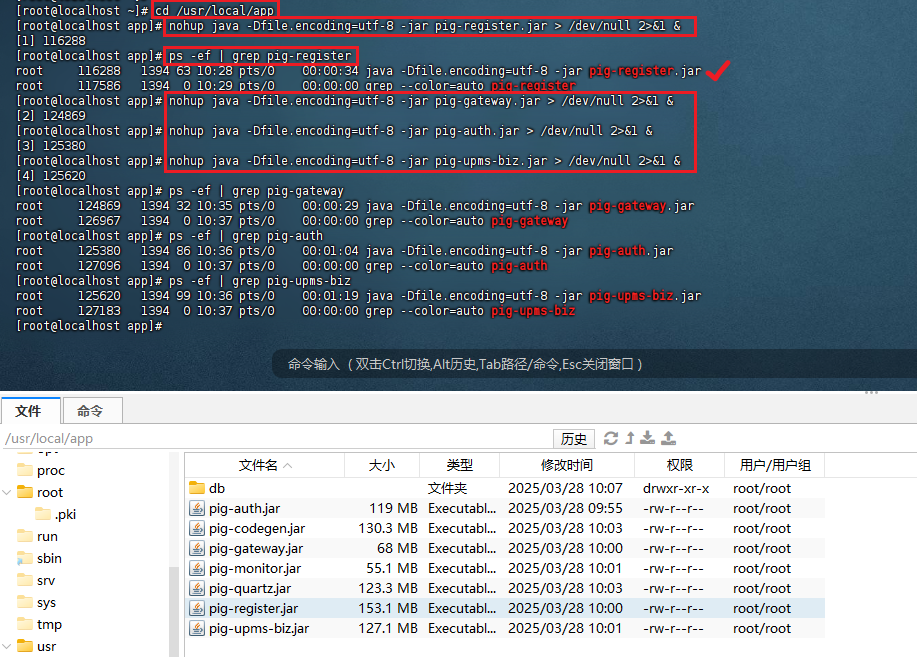 [root@localhost ~]# cd /usr/local/app
[root@localhost app]# nohup java -Dfile.encoding=utf-8 -jar pig-register.jar > /dev/null 2>&1 &
[1] 116288
[root@localhost app]# ps -ef | grep pig-register
root 116288 1394 63 10:28 pts/0 00:00:34 java -Dfile.encoding=utf-8 -jar pig-register.jar
root 117586 1394 0 10:29 pts/0 00:00:00 grep --color=auto pig-register
[root@localhost app]# nohup java -Dfile.encoding=utf-8 -jar pig-gateway.jar > /dev/null 2>&1 &
[2] 124869
[root@localhost app]# nohup java -Dfile.encoding=utf-8 -jar pig-auth.jar > /dev/null 2>&1 &
[3] 125380
[root@localhost app]# nohup java -Dfile.encoding=utf-8 -jar pig-upms-biz.jar > /dev/null 2>&1 &
[4] 125620
[root@localhost app]# ps -ef | grep pig-gateway
root 124869 1394 32 10:35 pts/0 00:00:29 java -Dfile.encoding=utf-8 -jar pig-gateway.jar
root 126967 1394 0 10:37 pts/0 00:00:00 grep --color=auto pig-gateway
[root@localhost app]# ps -ef | grep pig-auth
root 125380 1394 86 10:36 pts/0 00:01:04 java -Dfile.encoding=utf-8 -jar pig-auth.jar
root 127096 1394 0 10:37 pts/0 00:00:00 grep --color=auto pig-auth
[root@localhost app]# ps -ef | grep pig-upms-biz
root 125620 1394 99 10:36 pts/0 00:01:19 java -Dfile.encoding=utf-8 -jar pig-upms-biz.jar
root 127183 1394 0 10:37 pts/0 00:00:00 grep --color=auto pig-upms-biz
[root@localhost app]#
命令输入（双击Ctrl切换,Alt历史,Tab路径/命令,Esc关闭窗口）
文件 命令
/usr/local/app 历史
proc
root
.pki
run
sbin
srv
sys
tmp
usr
文件名 大小 类型 修改时间 权限 用户/用户组
db 文件夹 2025/03/28 10:07 drwxr-xr-x root/root
pig-auth.jar 119 MB Executabl... 2025/03/28 09:55 -rw-r--r-- root/root
pig-codegen.jar 130.3 MB Executabl... 2025/03/28 10:03 -rw-r--r-- root/root
pig-gateway.jar 68 MB Executabl... 2025/03/28 10:00 -rw-r--r-- root/root
pig-monitor.jar 55.1 MB Executabl... 2025/03/28 10:01 -rw-r--r-- root/root
pig-quartz.jar 123.3 MB Executabl... 2025/03/28 10:03 -rw-r--r-- root/root
pig-register.jar 153.1 MB Executabl... 2025/03/28 10:00 -rw-r--r-- root/root
pig-upms-biz.jar 127.1 MB Executabl... 2025/03/28 10:01 -rw-r--r-- root/root